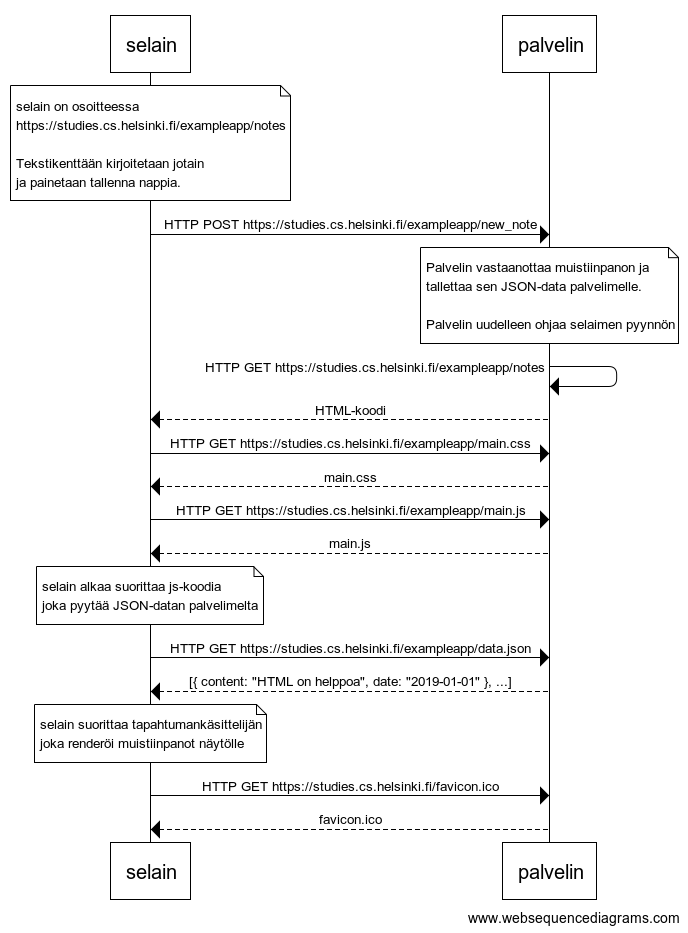 selain
palvelin
selain on osoitteessa
https://studies.cs.helsinki.fi/exampleapp/notes
Tekstikenttään kirjoitetaan jotain
ja painetaan tallenna nappia.
HTTP POST https://studies.cs.helsinki.fi/exampleapp/new_note
Palvelin vastaanottaa muistiinpanon ja
tallettaa sen JSON-data palvelimelle.
Palvelin uudelleen ohjaa selaimen pyynnön
HTTP GET https://studies.cs.helsinki.fi/exampleapp/notes
HTML-koodi
HTTP GET https://studies.cs.helsinki.fi/exampleapp/main.css
main.css
HTTP GET https://studies.cs.helsinki.fi/exampleapp/main.js
main.js
selain alkaa suorittaa js-koodia
joka pyytää JSON-datan palvelimelta
HTTP GET https://studies.cs.helsinki.fi/exampleapp/data.json
[{ content: "HTML on helppoa", date: "2019-01-01" }, ...]
selain suorittaa tapahtumankäsittelijän
joka renderöi muistiinpanot näytölle
HTTP GET https://studies.cs.helsinki.fi/favicon.ico
favicon.ico
selain
palvelin
www.websequencediagrams.com